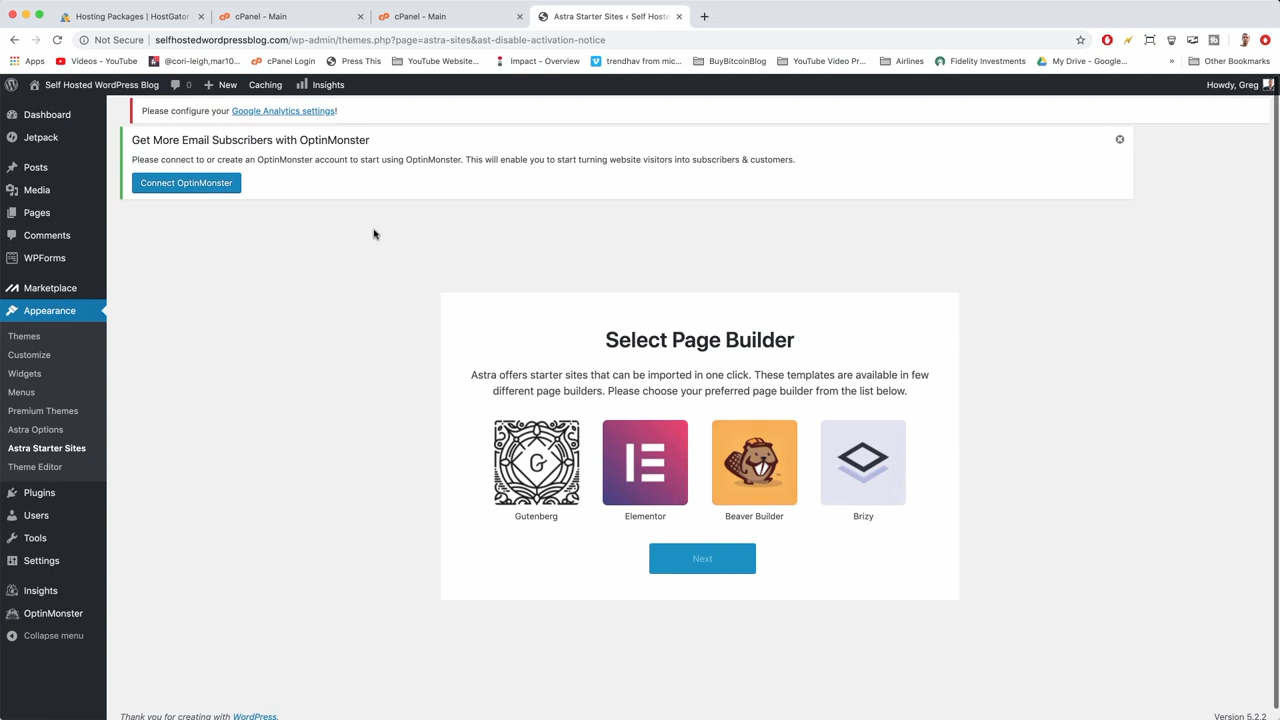 Hosting Packages | HostGator
cPanel - Main
cPanel - Main
Astra Starter Sites ‹ Self Hoste
Not Secure
selfhostedwordpressblog.com/wp-admin/themes.php?page=astra-sites&ast-disable-activation-notice
Apps
Videos - YouTube
@cori-leigh,mar10...
cPanel Login
Press This
YouTube Website...
Impact - Overview
trendhav from mic...
BuyBitcoinBlog
YouTube Video Pr...
Airlines
Fidelity Investments
My Drive - Google...
»
Other Bookmarks
Self Hosted WordPress Blog
0
New
Caching
Insights
Howdy, Greg
Dashboard
Jetpack
Posts
Media
Pages
Comments
WPForms
Marketplace
Appearance
Themes
Customize
Widgets
Menus
Premium Themes
Astra Options
Astra Starter Sites
Theme Editor
Plugins
Users
Tools
Settings
Insights
OptinMonster
Collapse menu
Please configure your Google Analytics settings!
Get More Email Subscribers with OptinMonster
Please connect to or create an OptinMonster account to start using OptinMonster. This will enable you to start turning website visitors into subscribers & customers.
Connect OptinMonster
Select Page Builder
Astra offers starter sites that can be imported in one click. These templates are available in few
different page builders. Please choose your preferred page builder from the list below.
G
Gutenberg
Elementor
Beaver Builder
Brizy
Next
Thank you for creating with WordPress.
Version 5.2.2